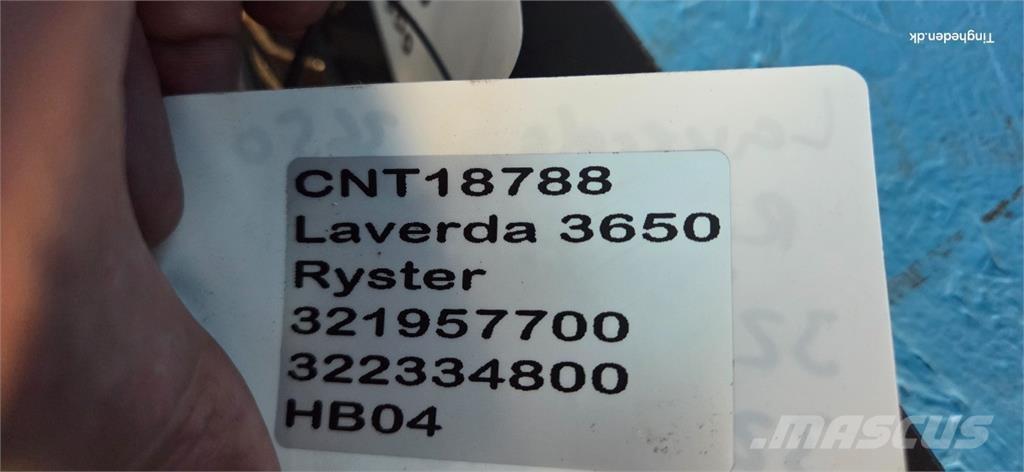 Tingheden.dk
CNT18788
Laverda 3650
Ryster
321957700
322334800
HB04
MASCUS